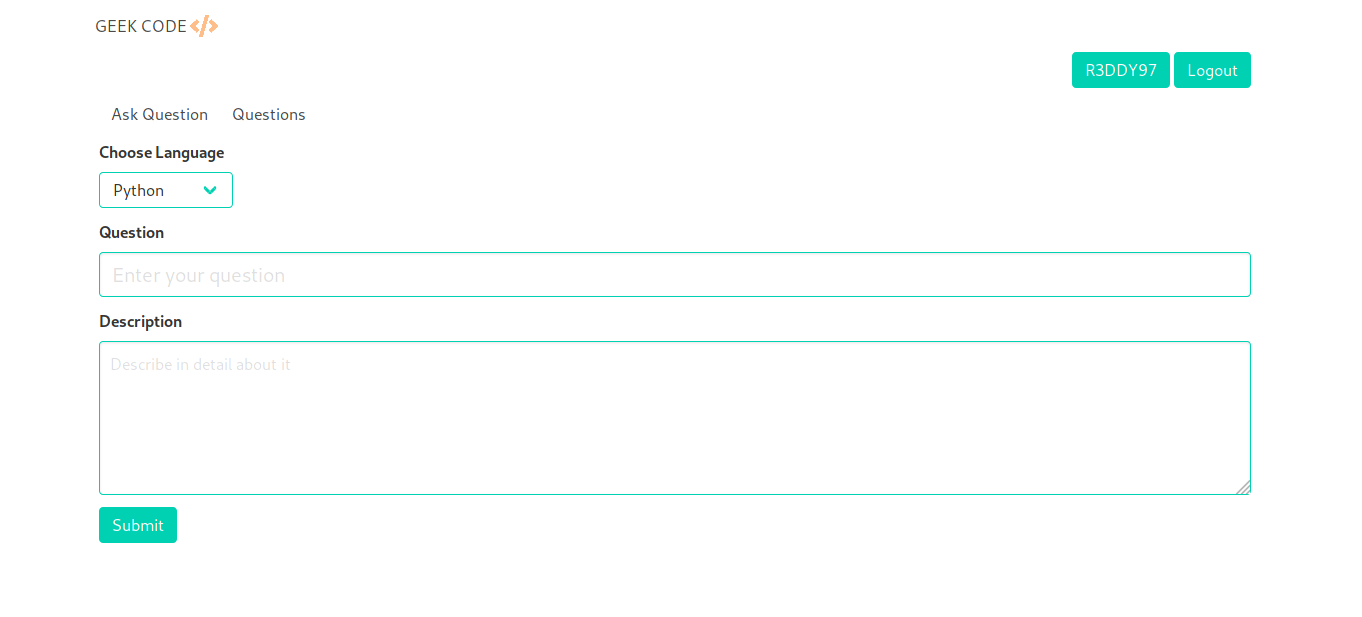 GEEK CODE </>
R3DDY97 Logout
Ask Question Questions
Choose Language
Python
Question
Enter your question
Description
Describe in detail about it
Submit